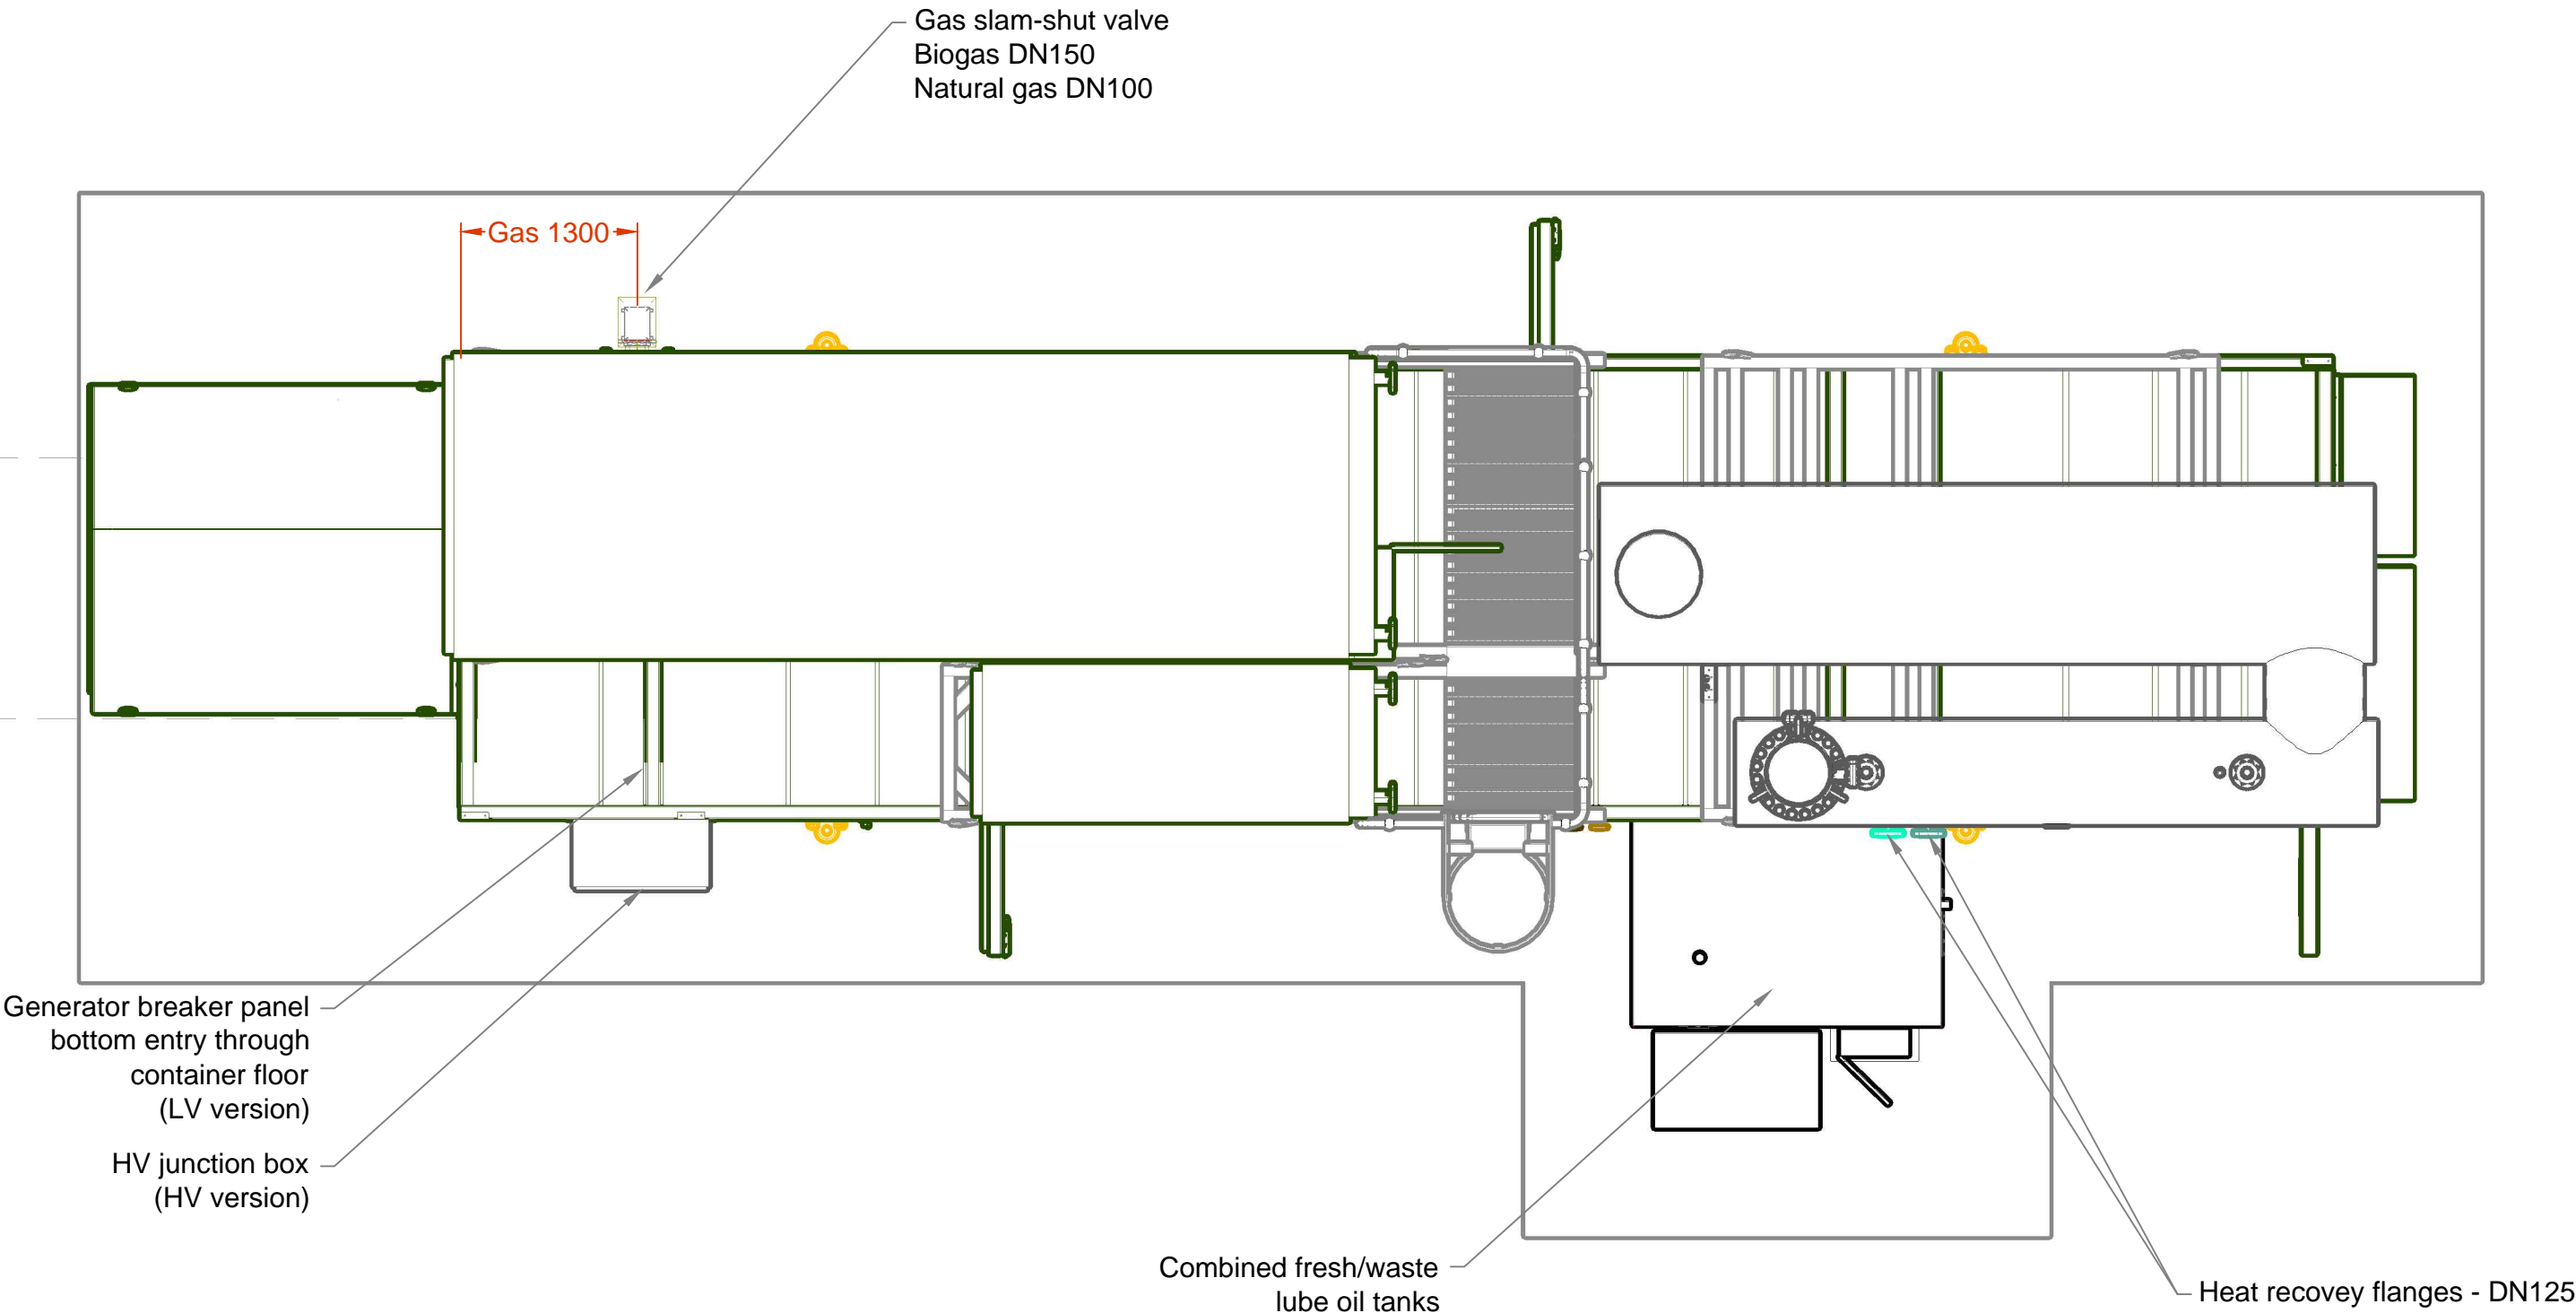 Gas slam-shut valve
Biogas DN150
Natural gas DN100
Gas 1300
Generator breaker panel
bottom entry through
container floor
(LV version)
HV junction box
(HV version)
Combined fresh/waste
lube oil tanks
Heat recovey flanges - DN125